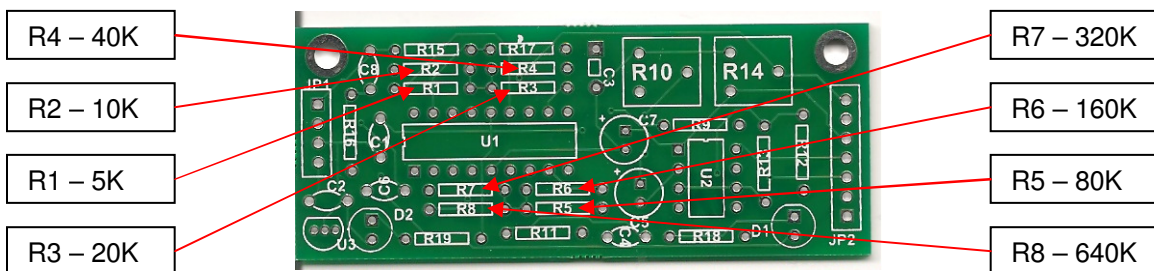 R4 – 40K
R2 – 10K
R1 – 5K
R3 – 20K
R15
R17
C8
R2
R4
C3
R10
R14
JP1
R1
R3
R16
C1
U1
C7
+
R9
R13
R12
U2
R7
R6
+
C2
C6
R8
R5
D2
U3
R19
R11
C5
C4
R18
D1
JP2
R7 – 320K
R6 – 160K
R5 – 80K
R8 – 640K